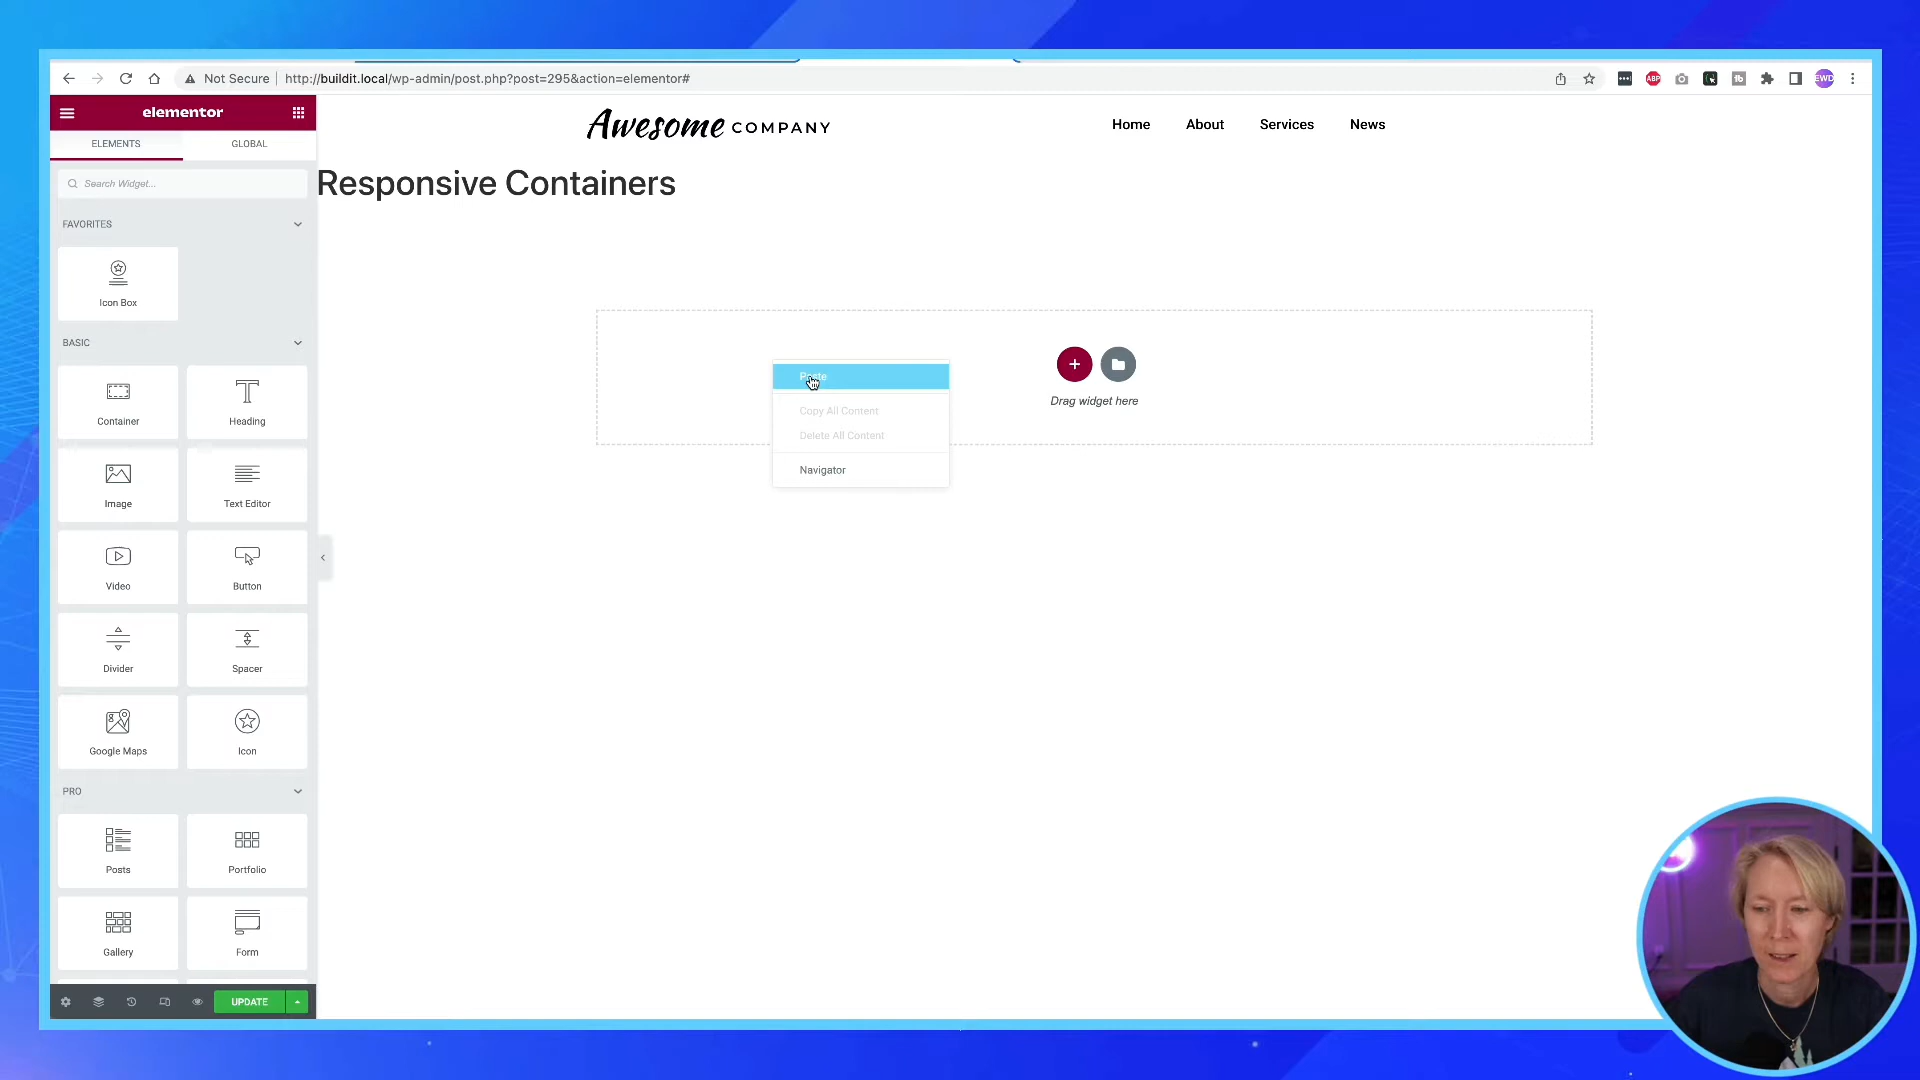 Not Secure
http://buildit.local/wp-admin/post.php?post=295&action=elementor#
ABP
EWD
elementor
ELEMENTS
GLOBAL
Search Widget...
FAVORITES
Icon Box
BASIC
Container
Heading
Image
Text Editor
Video
Button
Divider
Spacer
Google Maps
Icon
PRO
Posts
Portfolio
Gallery
Form
UPDATE
Awesome COMPANY
Home
About
Services
News
Responsive Containers
Paste
Copy All Content
Delete All Content
Navigator
Drag widget here